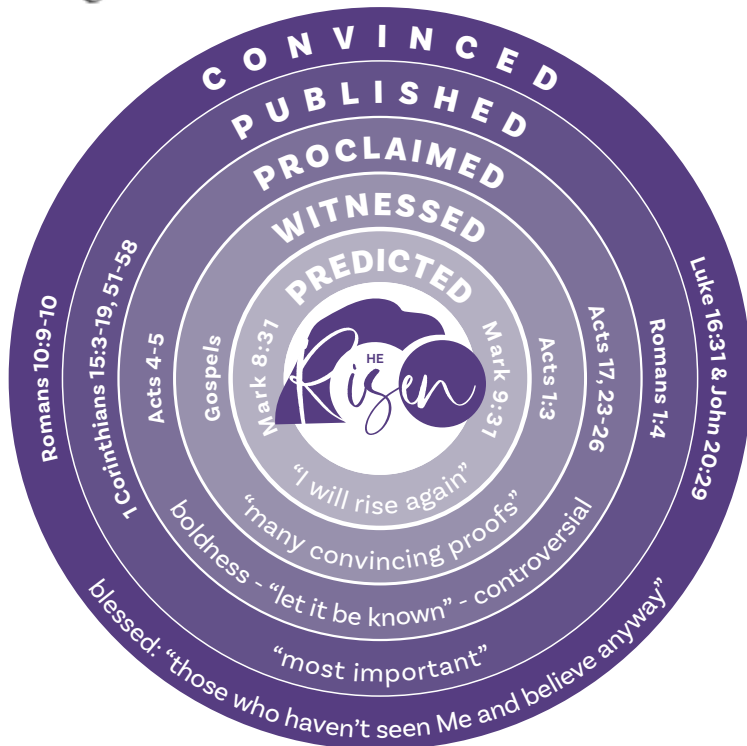 CONVINCED
Romans 10:9-10
Luke 16:31 & John 20:29
blessed: “those who haven’t seen Me and believe anyway”
PUBLISHED
1 Corinthians 15:3-19, 51-58
Romans 1:4
“most important”
PROCLAIMED
Acts 4-5
Acts 17, 23-26
boldness - “let it be known” - controversial
WITNESSED
Gospels
Acts 1:3
“many convincing proofs”
PREDICTED
Mark 8:31
Mark 9:31
“I will rise again”
HE
Risen